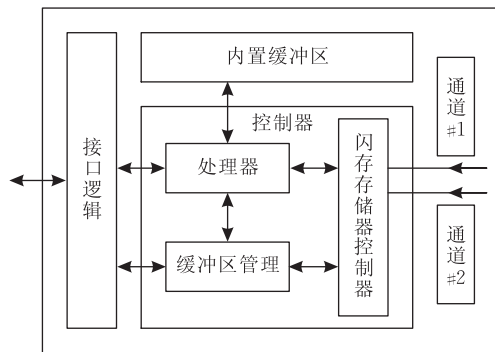 内置缓冲区
控制器
接口逻辑
处理器
缓冲区管理
闪存存储器控制器
通道#1
通道#2